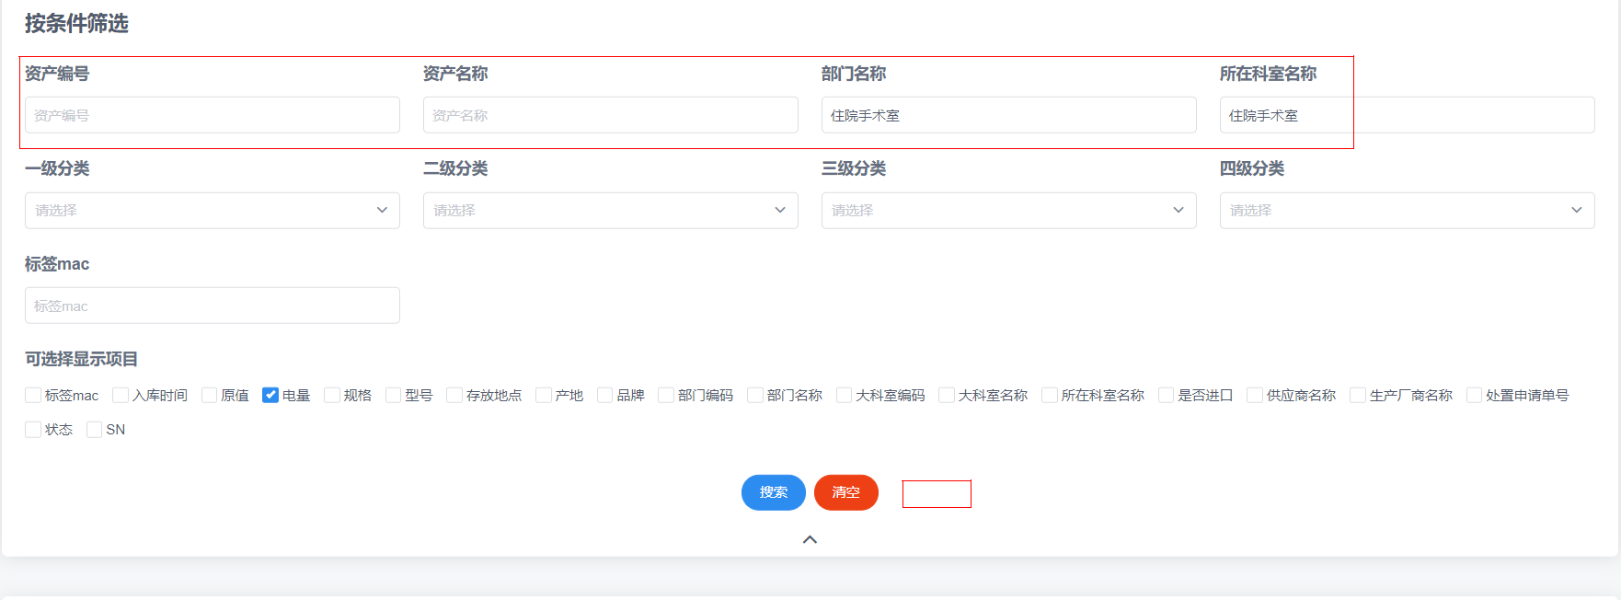 按条件筛选
资产编号 资产名称 部门名称 所在科室名称
资产编号 资产名称 住院手术室 住院手术室
一级分类 二级分类 三级分类 四级分类
请选择 请选择 请选择 请选择
标签mac
标签mac
可选择显示项目
标签mac 入库时间 原值 电量 规格 型号 存放地点 产地 品牌 部门编码 部门名称 大科室编码 大科室名称 所在科室名称 是否进口 供应商名称 生产厂商名称 处置申请单号
状态 SN
搜索 清空